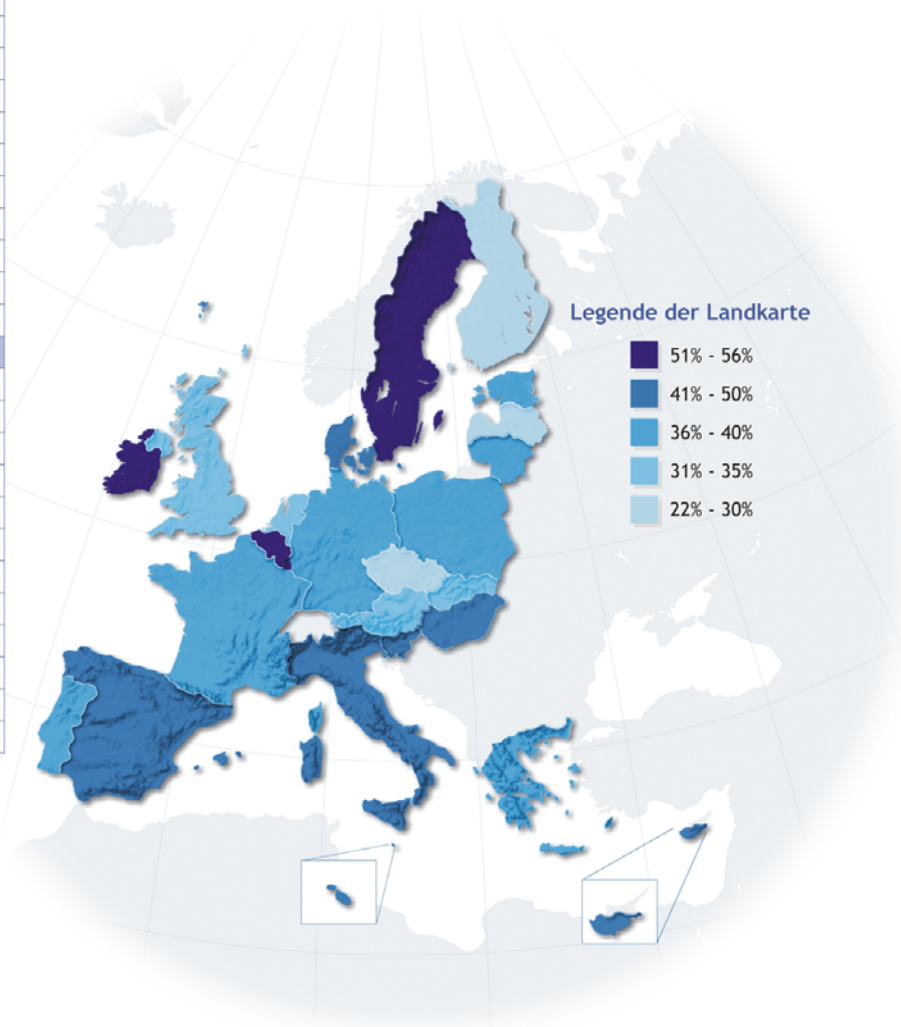 Legende der Landkarte
51% - 56%
41% - 50%
36% - 40%
31% - 35%
22% - 30%